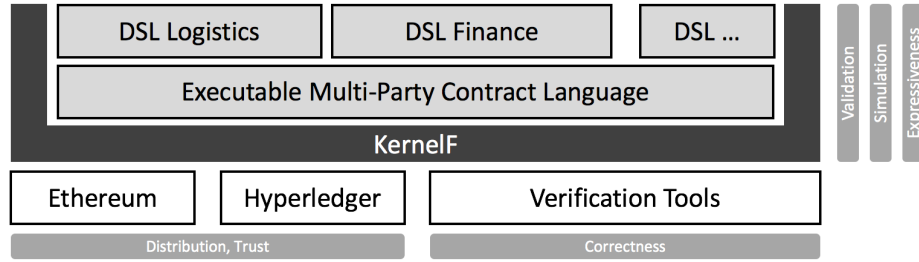 DSL Logistics
DSL Finance
DSL ...
Executable Multi-Party Contract Language
KernelF
Ethereum
Hyperledger
Verification Tools
Distribution, Trust
Correctness
Validation
Simulation
Expressiveness